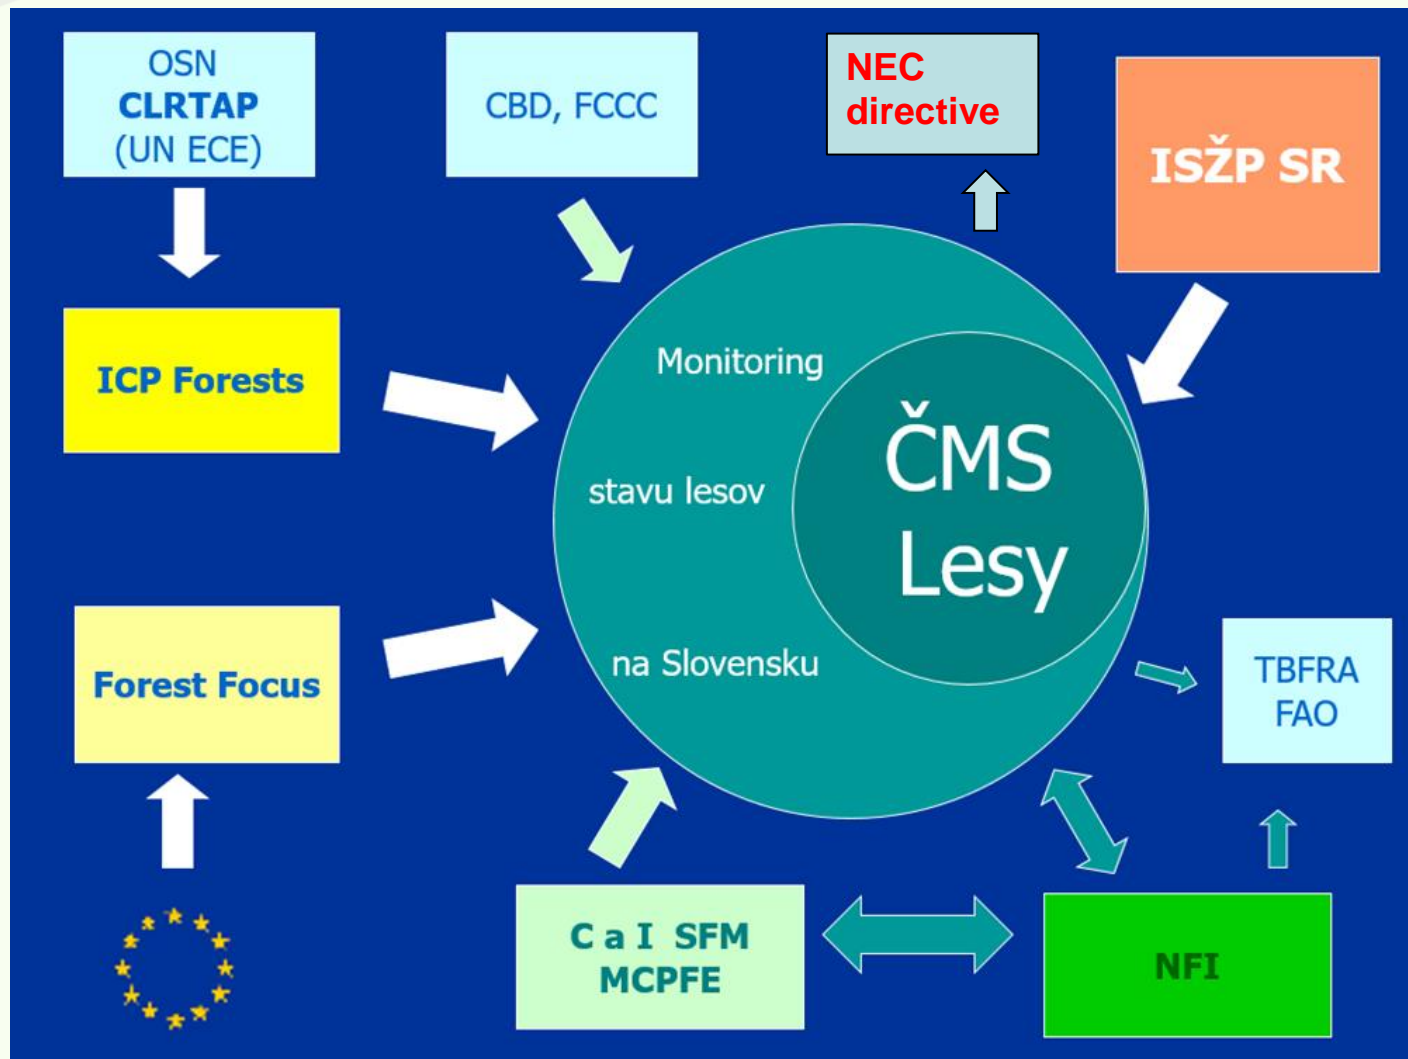 OSN
CLRTAP
(UN ECE)
CBD, FCCC
NEC
directive
ISŽP SR
ICP Forests
Monitoring
stavu lesov
na Slovensku
ČMS
Lesy
Forest Focus
TBFRA
FAO
C a I SFM
MCPFE
NFI